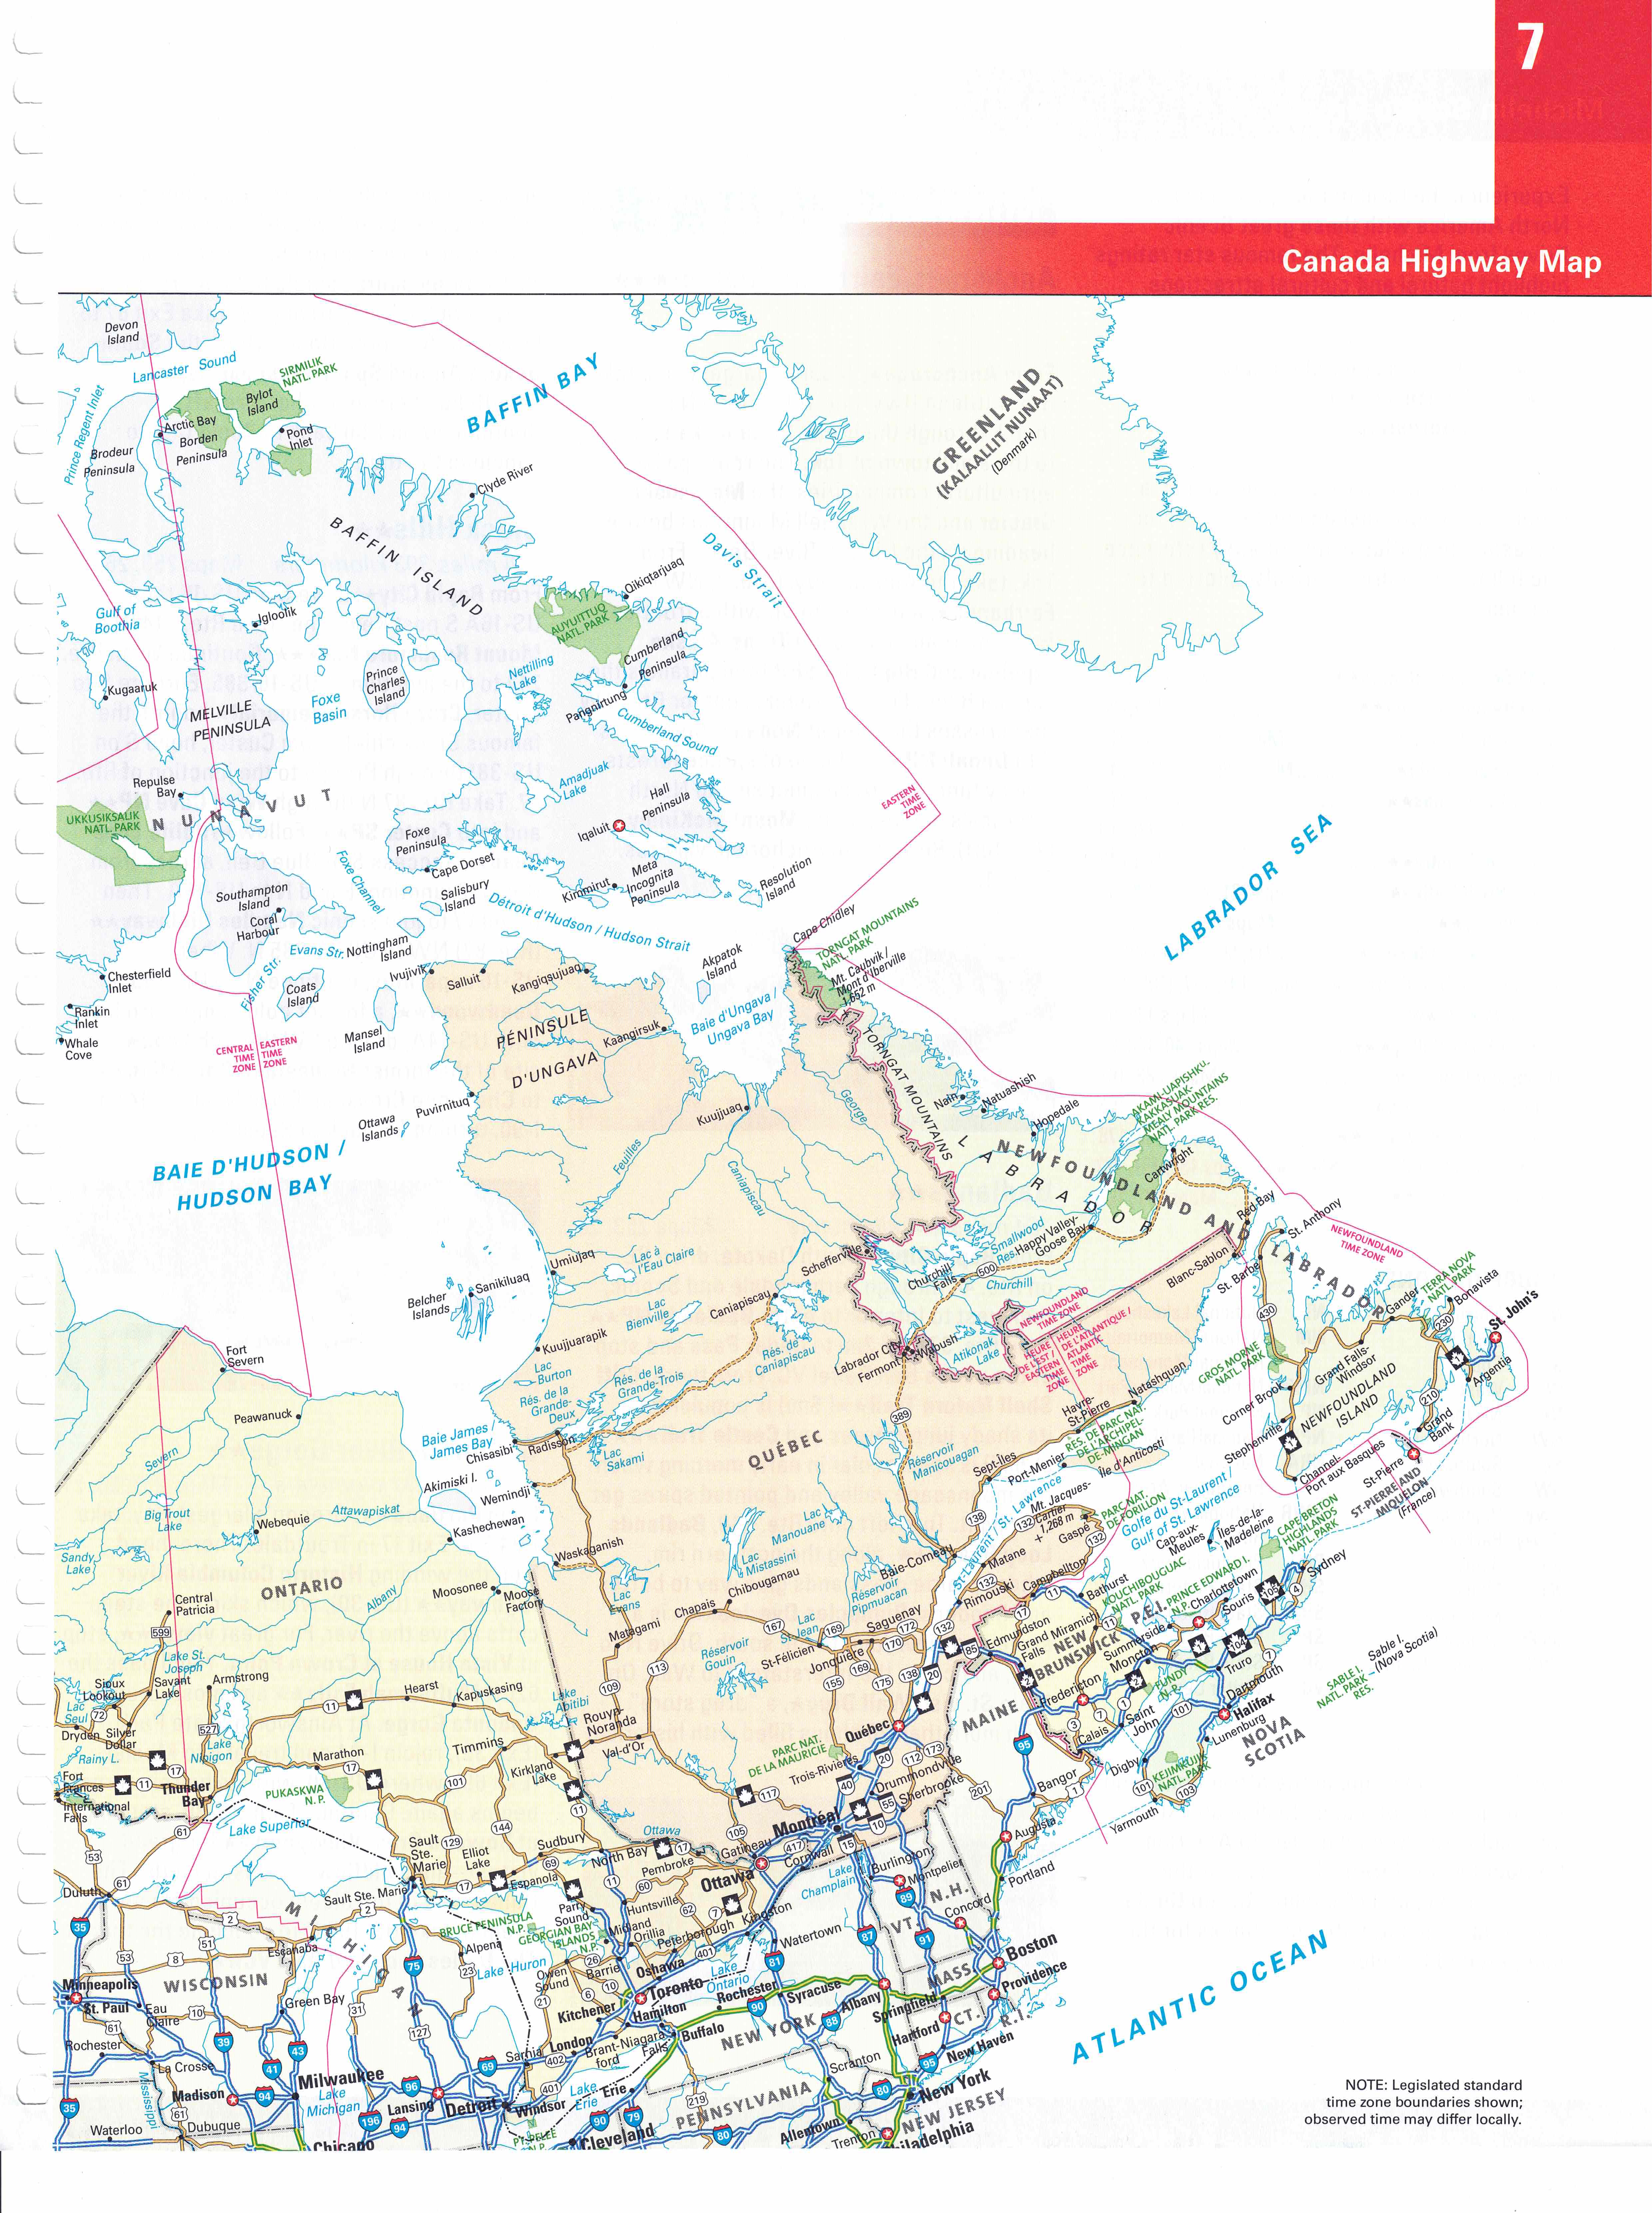 7
Canada Highway Map
Devon
Island
Lancaster Sound
SIRMILIK
NATL. PARK
Bylot
Island
Prince Regent Inlet
Arctic Bay
Borden
Peninsula
Pond
Inlet
Brodeur
Peninsula
BAFFIN BAY
GREENLAND
(KALAALLIT NUNAAT)
(Denmark)
Clyde River
BAFFIN ISLAND
Davis Strait
Qikiqtarjuaq
AUYUITTUQ
NATL. PARK
Gulf of
Boothia
Igloolik
Cumberland
Peninsula
Kugaaruk
Prince
Charles
Island
Nettilling
Lake
Foxe
Basin
Pangnirtung
MELVILLE
PENINSULA
Cumberland Sound
Repulse
Bay
Amadjuak
Lake
Hall
Peninsula
EASTERN
TIME
ZONE
UKKUSIKSALIK
NATL. PARK
NUNAVUT
Foxe
Peninsula
Iqaluit
Cape Dorset
LABRADOR SEA
Foxe Channel
Meta
Incognita
Peninsula
Kimmirut
Resolution
Island
Southampton
Island
Salisbury
Island
Coral
Harbour
Détroit d'Hudson / Hudson Strait
Cape Chidley
TORNGAT MOUNTAINS
NATL. PARK
Evans Str.
Nottingham
Island
Akpatok
Island
Mt. Caubvik /
Mont d'Iberville
1,652 m
Chesterfield
Inlet
Fisher Str.
Coats
Island
Ivujivik
Salluit
Kangiqsujuaq
Rankin
Inlet
Whale
Cove
Mansel
Island
PÉNINSULE
D'UNGAVA
Kaangirsuk
Baie d'Ungava /
Ungava Bay
CENTRAL
TIME
ZONE
EASTERN
TIME
ZONE
TORNGAT MOUNTAINS
Ottawa
Islands
Puvirnituq
Kuujjuaq
George
Nain
Natuashish
Hopedale
AKAMI-UAPISHKU-
KAKKASUAK-
MEALY MOUNTAINS
NATL. PARK RES.
BAIE D'HUDSON /
HUDSON BAY
Feuilles
Caniapiscau
LABRADOR
NEWFOUNDLAND AND LABRADOR
Cartwright
Red Bay
St. Anthony
NEWFOUNDLAND
TIME ZONE
Umiujaq
Lac à
l'Eau Claire
Schefferville
Smallwood
Res.
Happy Valley-
Goose Bay
Churchill
Falls
500
Churchill
Blanc-Sablon
St. Barbe
Belcher
Islands
Sanikiluaq
Lac
Bienville
Caniapiscau
NEWFOUNDLAND
TIME ZONE
HEURE
DE L'EST /
EASTERN
TIME
ZONE
HEURE
DE L'ATLANTIQUE /
ATLANTIC
TIME
ZONE
430
Gander
TERRA NOVA
NATL. PARK
Bonavista
230
St. John's
Kuujjuarapik
Rés. de
Caniapiscau
Labrador City
Fermont
Wabush
Atikonak
Lake
GROS MORNE
NATL. PARK
Grand Falls-
Windsor
1
Argentia
Fort
Severn
Lac
Burton
Rés. de la
Grande-
Deux
Rés. de la
Grande-Trois
Natashquan
Corner Brook
NEWFOUNDLAND
ISLAND
210
Grand
Bank
Peawanuck
389
Havre-
St-Pierre
Stephenville
1
Baie James /
James Bay
Chisasibi
Radisson
Lac
Sakami
QUÉBEC
Réservoir
Manicouagan
Sept-Iles
RES. DE PARC NAT.
DE L'ARCHIPEL-
DE-MINGAN
Port-Menier
Île d'Anticosti
Channel-
Port aux Basques
St-Pierre
ST-PIERRE AND
MIQUELON
(France)
Severn
Akimiski I.
Wemindji
Attawapiskat
Big Trout
Lake
Webequie
Kashechewan
Lac
Manouane
138
St-Laurent / St. Lawrence
Mt. Jacques-
Cartier
1,268 m
132
Gaspé
PARC NAT.
DE FORILLON
Golfe du St-Laurent /
Gulf of St. Lawrence
Cap-aux-
Meules
Îles-de-la-
Madeleine
CAPE BRETON
HIGHLANDS
NATL. PARK
Sandy
Lake
Waskaganish
Lac
Mistassini
Baie-Comeau
Matane
132
132
ONTARIO
Albany
Moosonee
Moose
Factory
Lac
Evans
Chibougamau
Réservoir
Pipmuacan
Rimouski
Campbellton
11
Bathurst
KOUCHIBOUGUAC
NATL. PARK
PRINCE EDWARD I.
N.P.
Charlottetown
P.E.I.
Souris
Sydney
105
4
Central
Patricia
599
Matagami
Chapais
167
Lac
St-Jean
169
Saguenay
172
170
132
17
Edmundston
Grand
Falls
Miramichi
11
Summerside
Lake St.
Joseph
113
St-Félicien
Jonquière
169
155
175
138
20
85
NEW
BRUNSWICK
Moncton
1
104
7
Truro
Sable I.
(Nova Scotia)
SABLE I.
NATL. PARK
RES.
Sioux
Lookout
Savant
Lake
Armstrong
Réservoir
Gouin
109
2
2
FUNDY
N.P.
Dartmouth
Halifax
Lac
Seul
72
11
Hearst
Kapuskasing
Lake
Abitibi
Rouyn-
Noranda
MAINE
Fredericton
Dryden
Silver
Dollar
527
Lake
Nipigon
Québec
3
7
1
Saint
John
101
Lunenburg
NOVA
SCOTIA
Rainy L.
17
Marathon
Timmins
Val-d'Or
PARC NAT.
DE LA MAURICIE
20
112
173
95
Calais
Digby
KEJIMKUJIK
NATL. PARK
Fort
Frances
11
Thunder
Bay
17
PUKASKWA
N.P.
101
Kirkland
Lake
117
Trois-Rivières
40
Drummondville
55
Sherbrooke
201
Bangor
1
101
103
International
Falls
61
Lake Superior
144
11
105
Montréal
10
Augusta
Yarmouth
53
Sault
Ste.
Marie
129
Elliot
Lake
Sudbury
69
North Bay
Ottawa
17
Gatineau
417
15
Burlington
Montpelier
Portland
61
Duluth
Sault Ste. Marie
17
Espanola
11
Pembroke
Ottawa
Cornwall
Lake
Champlain
89
N.H.
35
2
MICHIGAN
2
60
Huntsville
62
7
Kingston
Concord
VT.
BRUCE PENINSULA
N.P.
Parry
Sound
GEORGIAN BAY
ISLANDS
N.P.
Midland
Orillia
Peterborough
401
Watertown
87
91
53
51
8
Escanaba
75
Alpena
23
Lake Huron
Owen
Sound
26
Barrie
Oshawa
81
Boston
ATLANTIC OCEAN
Minneapolis
St. Paul
WISCONSIN
Green Bay
31
10
6
21
Toronto
Lake
Ontario
Rochester
Syracuse
MASS.
Providence
Eau
Claire
10
61
Kitchener
Hamilton
90
88
Albany
Springfield
Hartford
CT.
R.I.
Rochester
39
43
127
London
Brant-
ford
Niagara
Falls
Buffalo
NEW YORK
New Haven
La Crosse
41
Sarnia
69
402
Scranton
95
Mississippi
Madison
94
Milwaukee
Lake
Michigan
96
Lansing
401
Lake
Erie
Erie
219
PENNSYLVANIA
80
New York
35
61
196
94
Detroit
Windsor
90
79
80
Allentown
NEW JERSEY
Waterloo
Dubuque
Chicago
PT. PELEE
N.P.
Cleveland
Trenton
Philadelphia
NOTE: Legislated standard
time zone boundaries shown;
observed time may differ locally.